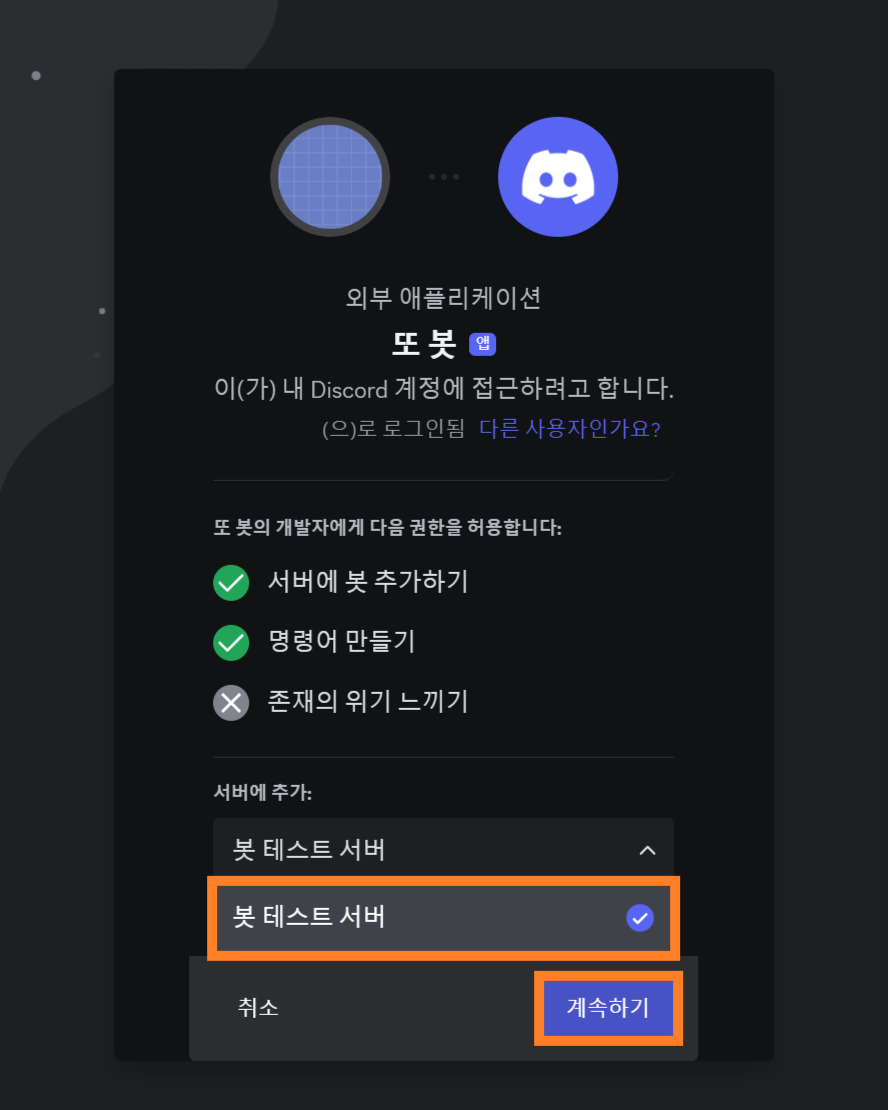 외부 애플리케이션
또 봇 앱
이(가) 내 Discord 계정에 접근하려고 합니다.
(으)로 로그인됨 다른 사용자인가요?
또 봇의 개발자에게 다음 권한을 허용합니다:
서버에 봇 추가하기
명령어 만들기
존재의 위기 느끼기
서버에 추가:
봇 테스트 서버
봇 테스트 서버
취소 계속하기